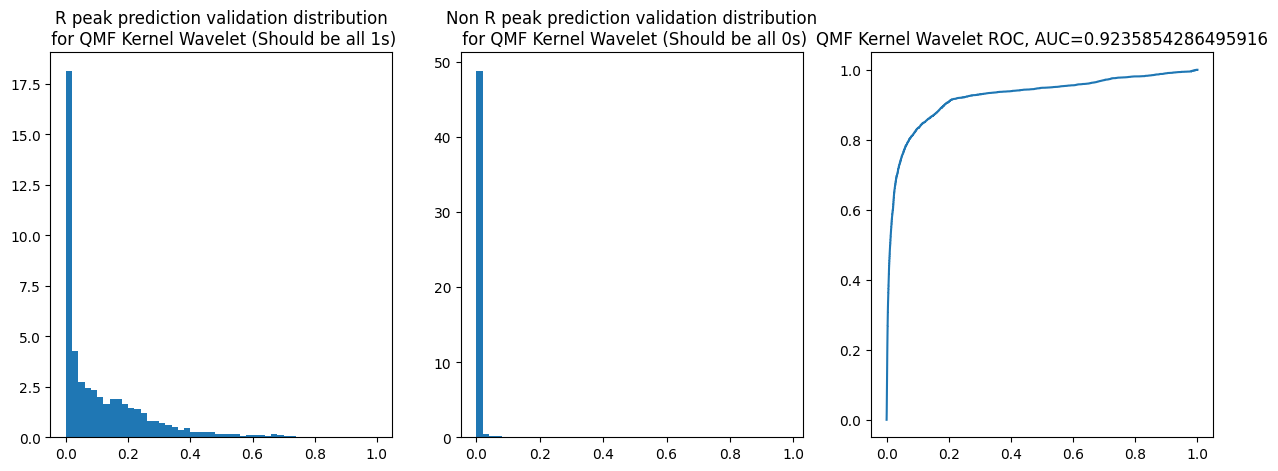 R peak prediction validation distribution
for QMF Kernel Wavelet (Should be all 1s)
17.5
15.0
12.5
10.0
7.5
5.0
2.5
0.0
0.0 0.2 0.4 0.6 0.8 1.0
Non R peak prediction validation distribution
for QMF Kernel Wavelet (Should be all 0s)
50
40
30
20
10
0
0.0 0.2 0.4 0.6 0.8 1.0
QMF Kernel Wavelet ROC, AUC=0.9235854286495916
1.0
0.8
0.6
0.4
0.2
0.0
0.0 0.2 0.4 0.6 0.8 1.0